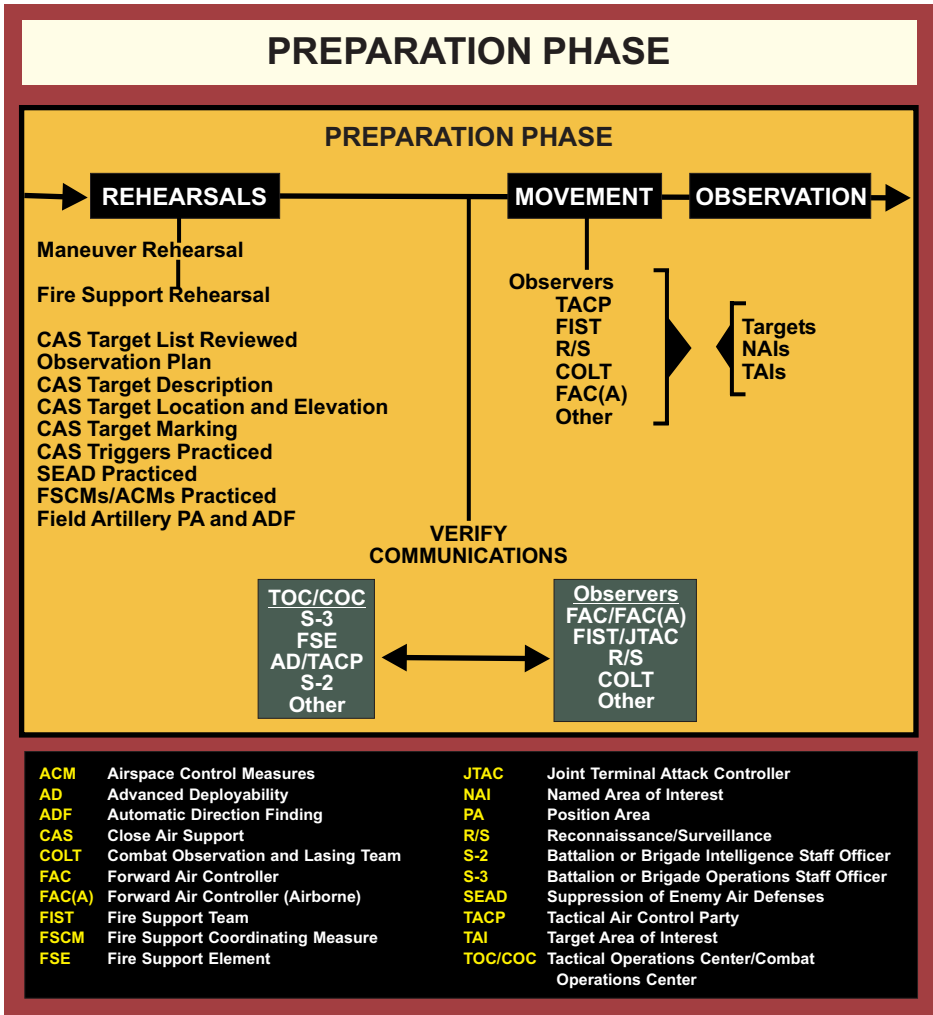 PREPARATION PHASE
PREPARATION PHASE
REHEARSALS
MOVEMENT
OBSERVATION
Maneuver Rehearsal
Fire Support Rehearsal
CAS Target List Reviewed
Observation Plan
CAS Target Description
CAS Target Location and Elevation
CAS Target Marking
CAS Triggers Practiced
SEAD Practiced
FSCMs/ACMs Practiced
Field Artillery PA and ADF
Observers
TACP
FIST
R/S
COLT
FAC(A)
Other
Targets
NAIs
TAIs
VERIFY
COMMUNICATIONS
TOC/COC
S-3
FSE
AD/TACP
S-2
Other
Observers
FAC/FAC(A)
FIST/JTAC
R/S
COLT
Other
ACM Airspace Control Measures
AD Advanced Deployability
ADF Automatic Direction Finding
CAS Close Air Support
COLT Combat Observation and Lasing Team
FAC Forward Air Controller
FAC(A) Forward Air Controller (Airborne)
FIST Fire Support Team
FSCM Fire Support Coordinating Measure
FSE Fire Support Element
JTAC Joint Terminal Attack Controller
NAI Named Area of Interest
PA Position Area
R/S Reconnaissance/Surveillance
S-2 Battalion or Brigade Intelligence Staff Officer
S-3 Battalion or Brigade Operations Staff Officer
SEAD Suppression of Enemy Air Defenses
TACP Tactical Air Control Party
TAI Target Area of Interest
TOC/COC Tactical Operations Center/Combat
Operations Center